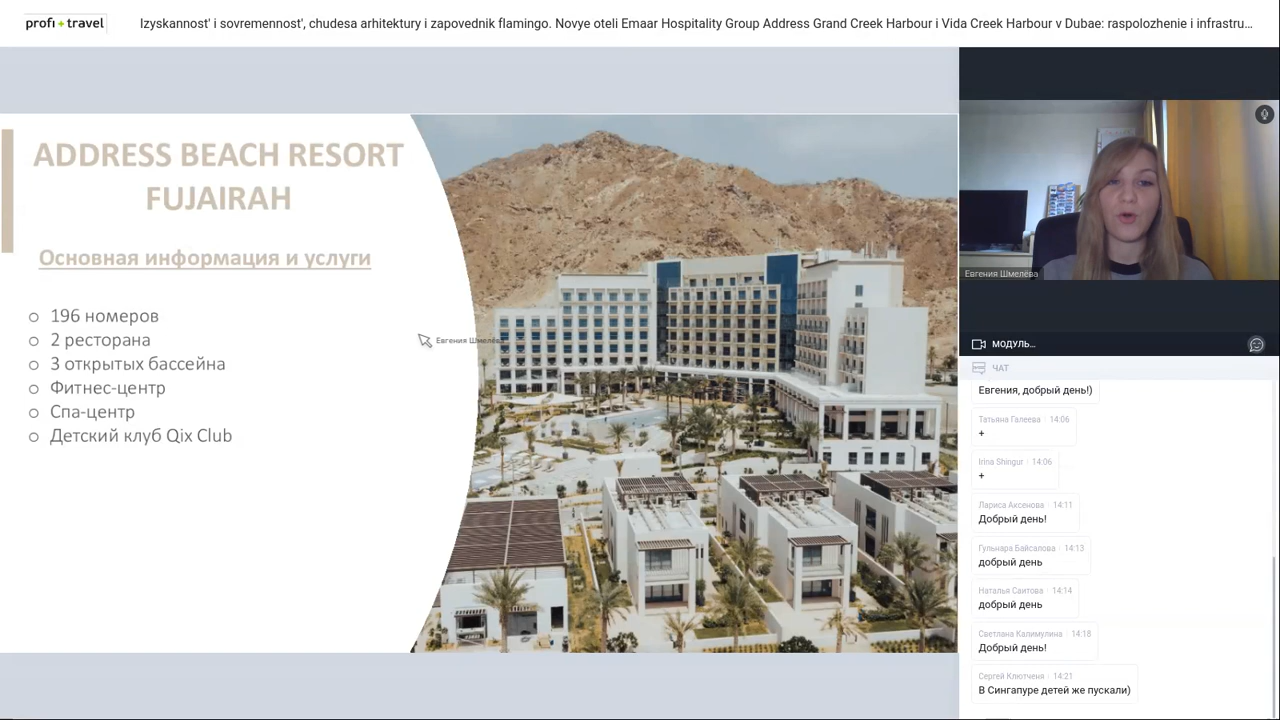 profi + travel
Izyskannost' i sovremennost', chudesa arhitektury i zapovednik flamingo. Novye oteli Emaar Hospitality Group Address Grand Creek Harbour i Vida Creek Harbour v Dubae: raspolozhenie i infrastru...
ADDRESS BEACH RESORT
FUJAIRAH
Основная информация и услуги
o 196 номеров
o 2 ресторана
o 3 открытых бассейна
o Фитнес-центр
o Спа-центр
o Детский клуб Qix Club
Евгения Шмелёва
Евгения Шмелёва
модуль...
ЧАТ
Евгения, добрый день!)
Татьяна Галеева 14:06
+
Irina Shingur 14:06
+
Лариса Аксенова 14:11
Добрый день!
Гульнара Байсалова 14:13
добрый день
Наталья Саитова 14:14
добрый день
Светлана Калимулина 14:18
Добрый день!
Сергей Клютченя 14:21
В Сингапуре детей же пускали)